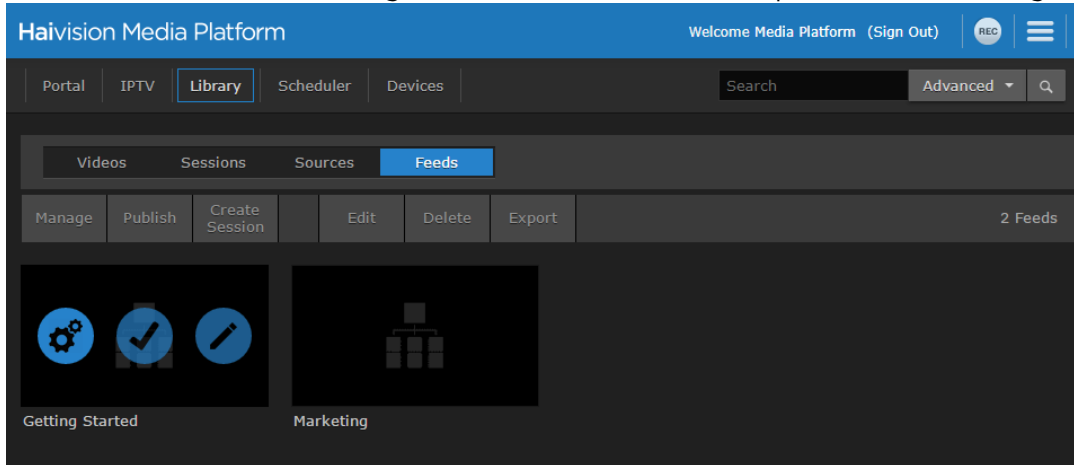 Haivision Media Platform
Welcome Media Platform (Sign Out)
REC
Portal IPTV Library Scheduler Devices
Search
Advanced
Videos Sessions Sources Feeds
Manage Publish Create Session Edit Delete Export
2 Feeds
Getting Started
Marketing